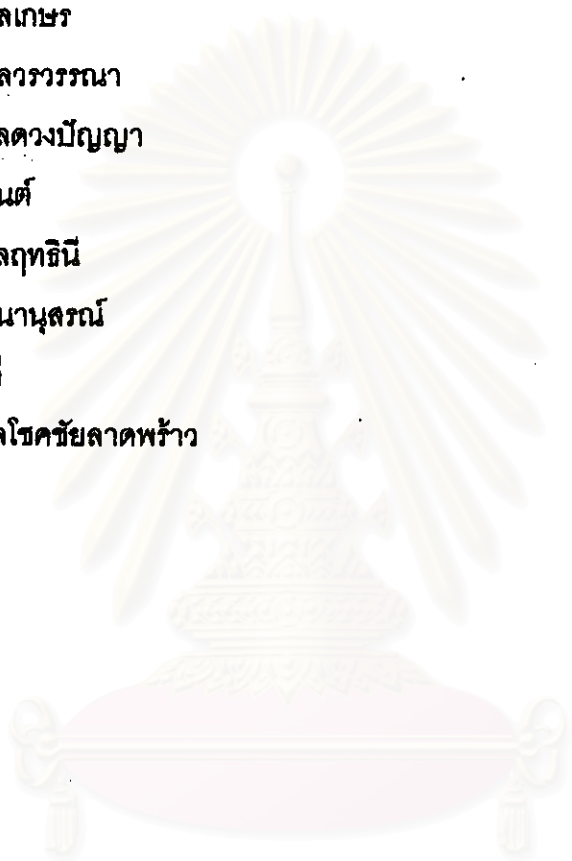 ลเกษร
ลวรวรรณา
ลดวงปัญญา
นต์
ลฤทธินี
นานุสรณ์
ลโชคชัยลาดพร้าว